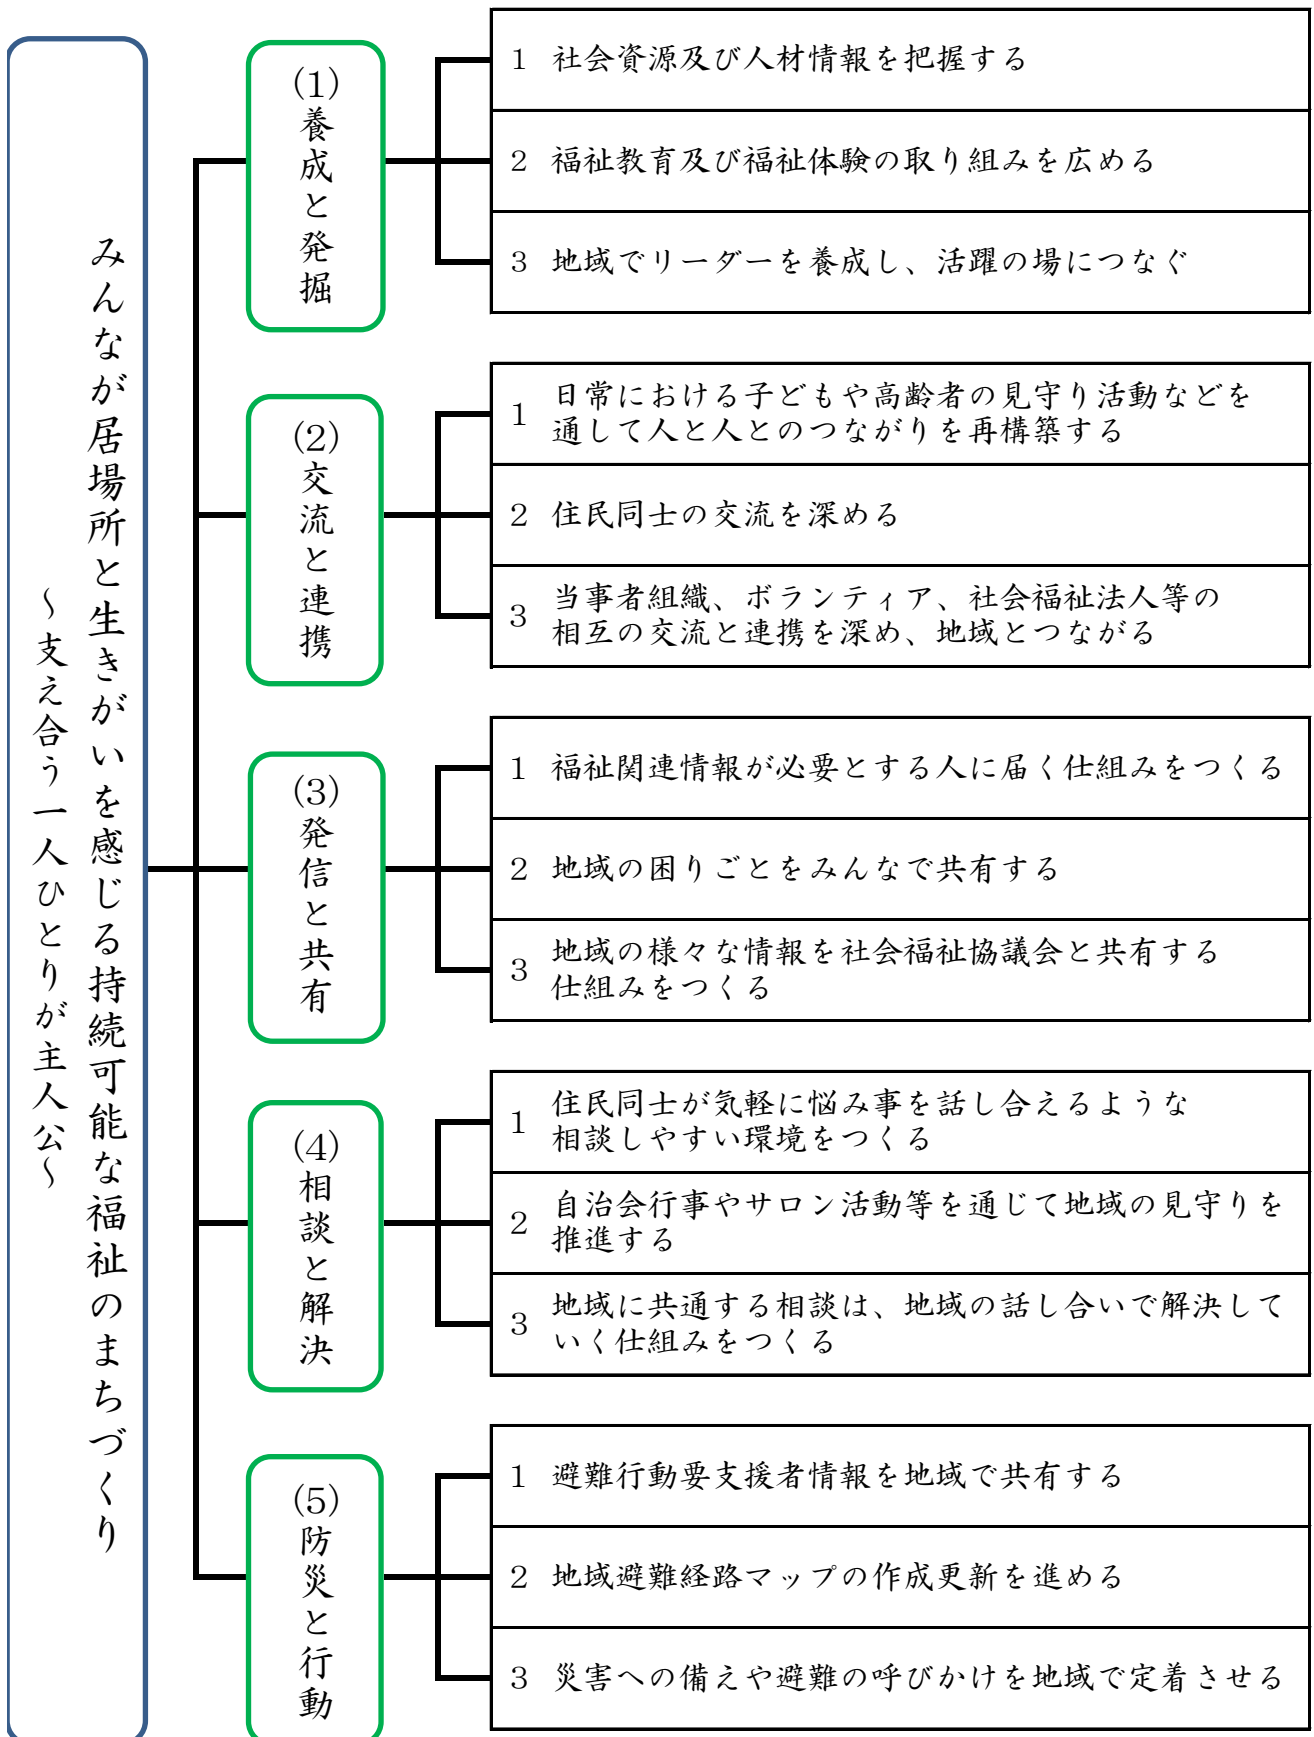 みんなが居場所と生きがいを感じる持続可能な福祉のまちづくり
～支え合う一人ひとりが主人公～
(1)養成と発掘
1 社会資源及び人材情報を把握する
2 福祉教育及び福祉体験の取り組みを広める
3 地域でリーダーを養成し、活躍の場につなぐ
(2)交流と連携
1 日常における子どもや高齢者の見守り活動などを
通して人と人とのつながりを再構築する
2 住民同士の交流を深める
3 当事者組織、ボランティア、社会福祉法人等の
相互の交流と連携を深め、地域とつながる
(3)発信と共有
1 福祉関連情報が必要とする人に届く仕組みをつくる
2 地域の困りごとをみんなで共有する
3 地域の様々な情報を社会福祉協議会と共有する
仕組みをつくる
(4)相談と解決
1 住民同士が気軽に悩み事を話し合えるような
相談しやすい環境をつくる
2 自治会行事やサロン活動等を通じて地域の見守りを
推進する
3 地域に共通する相談は、地域の話し合いで解決して
いく仕組みをつくる
(5)防災と行動
1 避難行動要支援者情報を地域で共有する
2 地域避難経路マップの作成更新を進める
3 災害への備えや避難の呼びかけを地域で定着させる